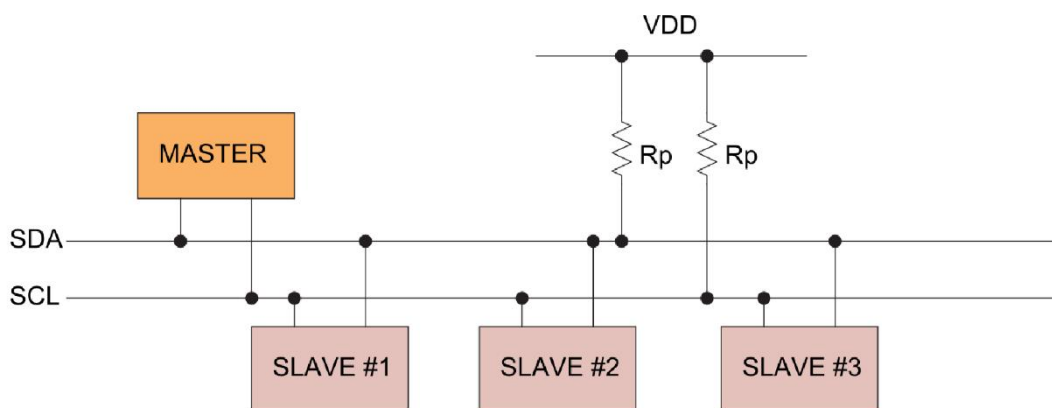 VDD
MASTER
Rp
Rp
SDA
SCL
SLAVE #1
SLAVE #2
SLAVE #3